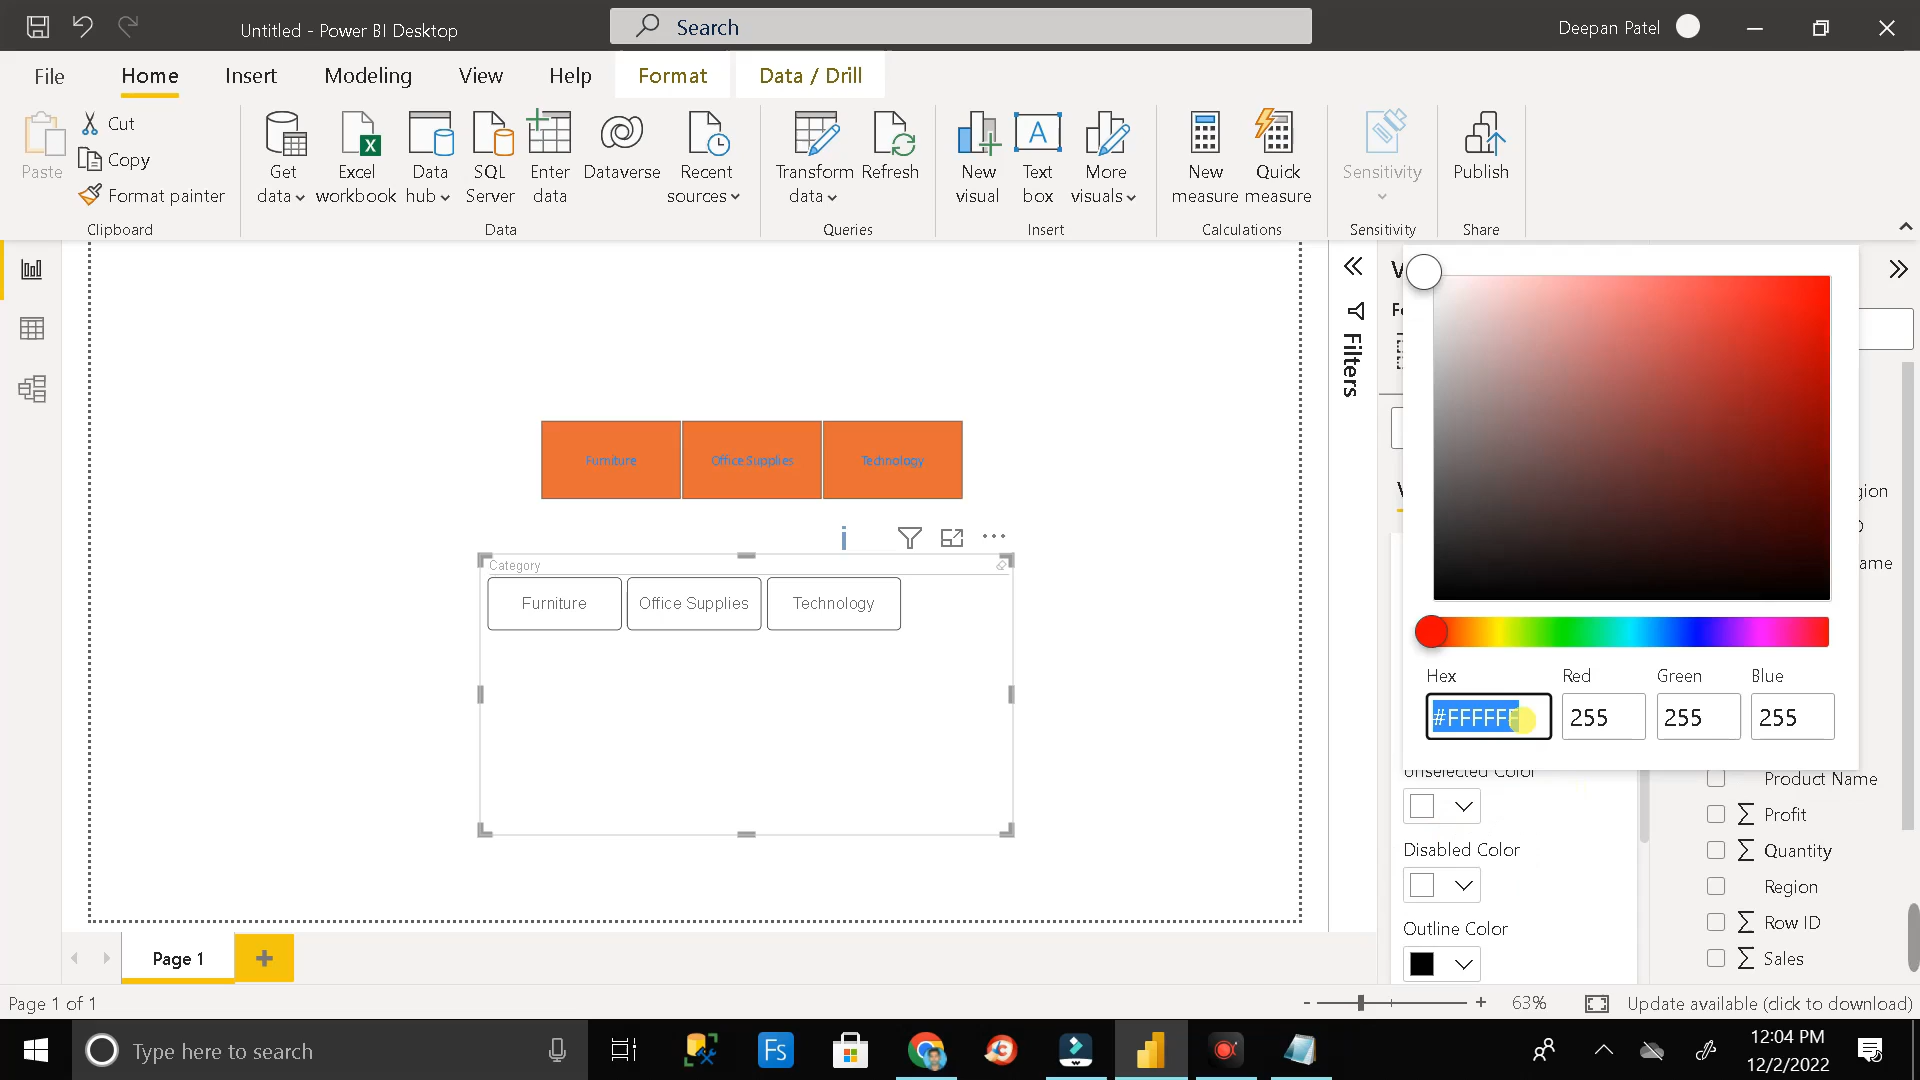 Untitled - Power BI Desktop
Search
Deepan Patel
File
Home
Insert
Modeling
View
Help
Format
Data / Drill
Paste
Cut
Copy
Format painter
Clipboard
Get data
Excel workbook
Data hub
SQL Server
Enter data
Dataverse
Recent sources
Data
Transform data
Refresh
Queries
New visual
Text box
More visuals
Insert
New measure
Quick measure
Calculations
Sensitivity
Sensitivity
Publish
Share
Filters
Furniture
Office Supplies
Technology
Category
Furniture
Office Supplies
Technology
Hex
Red
Green
Blue
#FFFFFF
255
255
255
Unselected Color
Disabled Color
Outline Color
gion
ame
Product Name
Profit
Quantity
Region
Row ID
Sales
Page 1
Page 1 of 1
- + 63%
Update available (click to download)
Type here to search
Fs
12:04 PM
12/2/2022